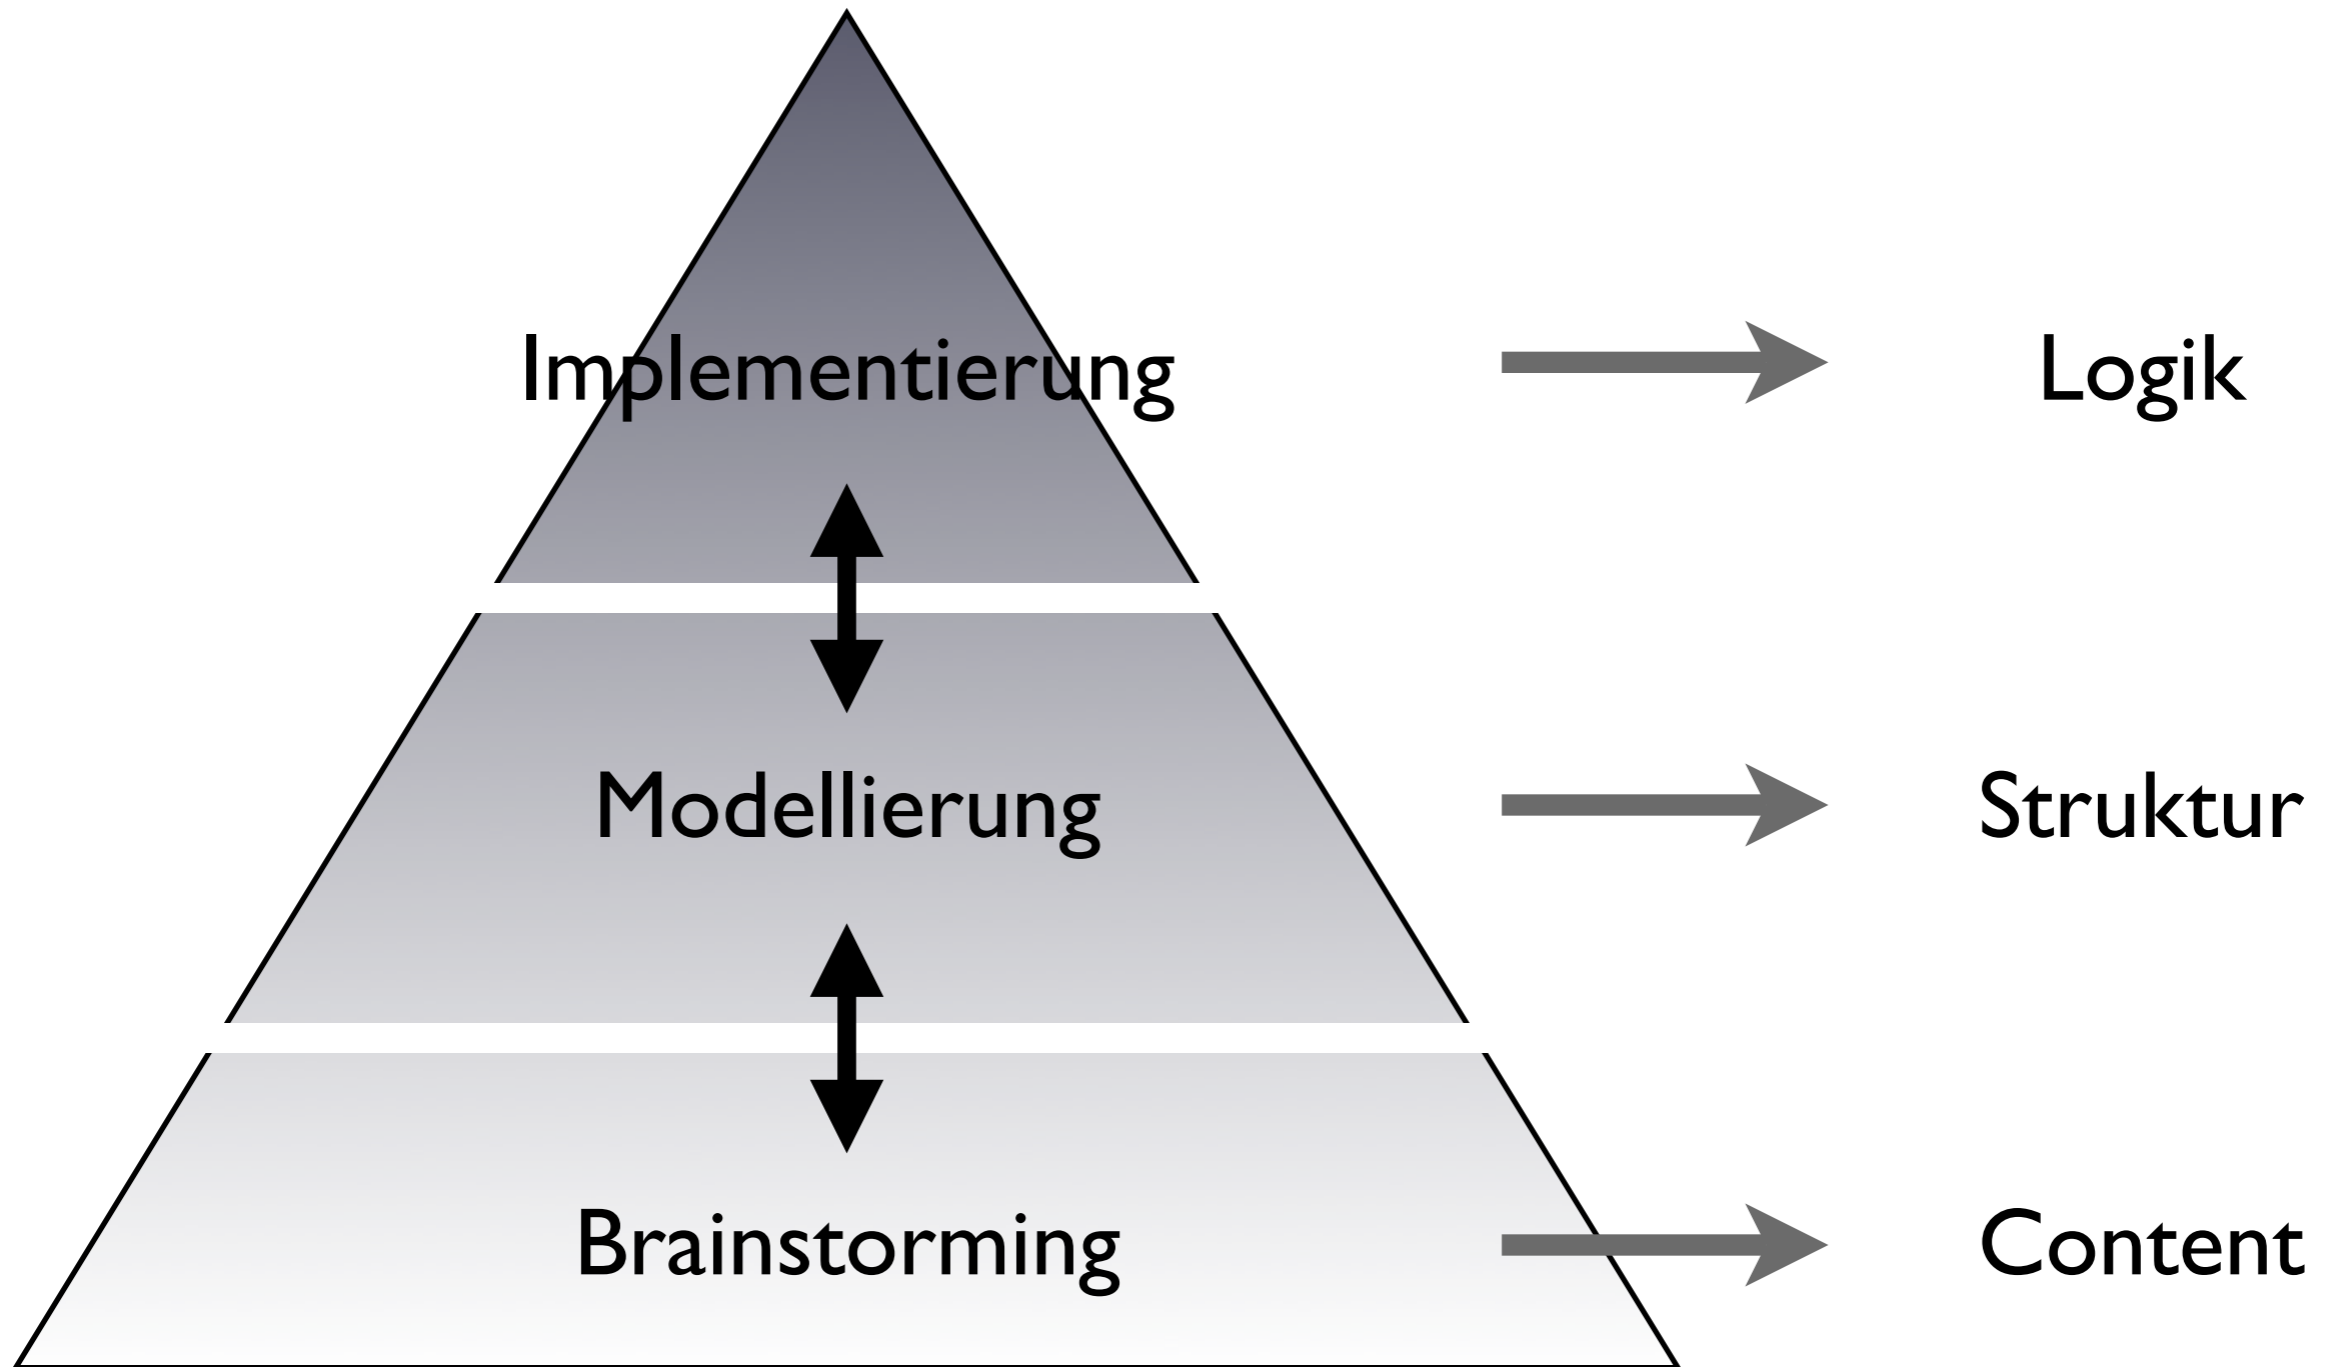 Implementierung
Logik
Modellierung
Struktur
Brainstorming
Content